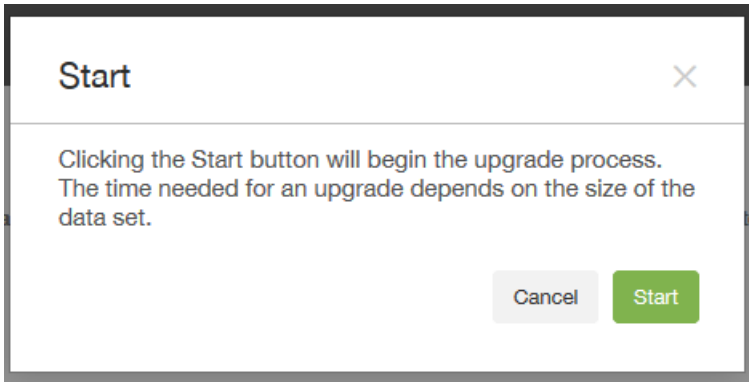 Start
Clicking the Start button will begin the upgrade process.
The time needed for an upgrade depends on the size of the
data set.
Cancel
Start